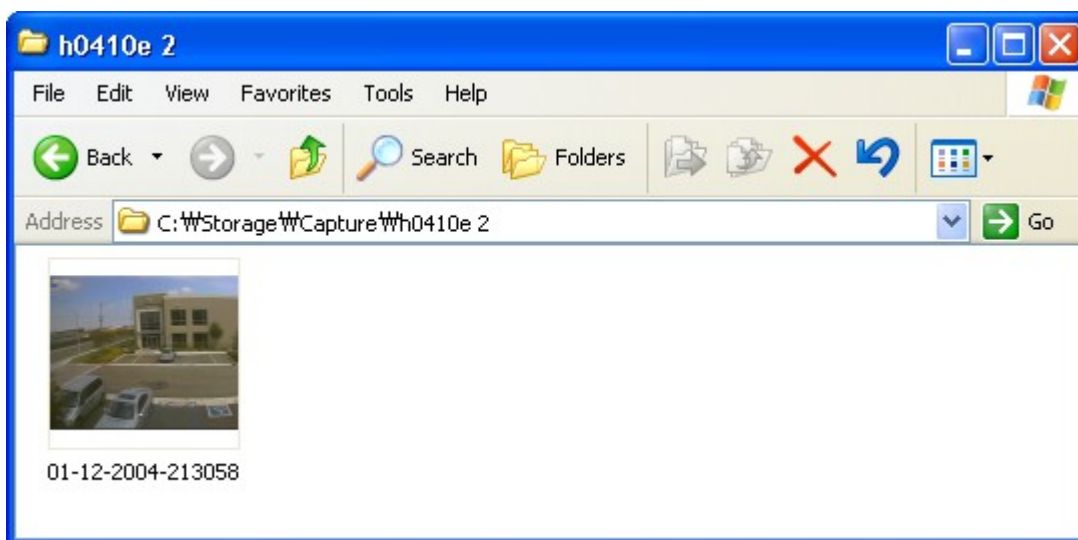 h0410e 2
File Edit View Favorites Tools Help
Back Search Folders
Address C:₩Storage₩Capture₩h0410e 2 Go
01-12-2004-213058